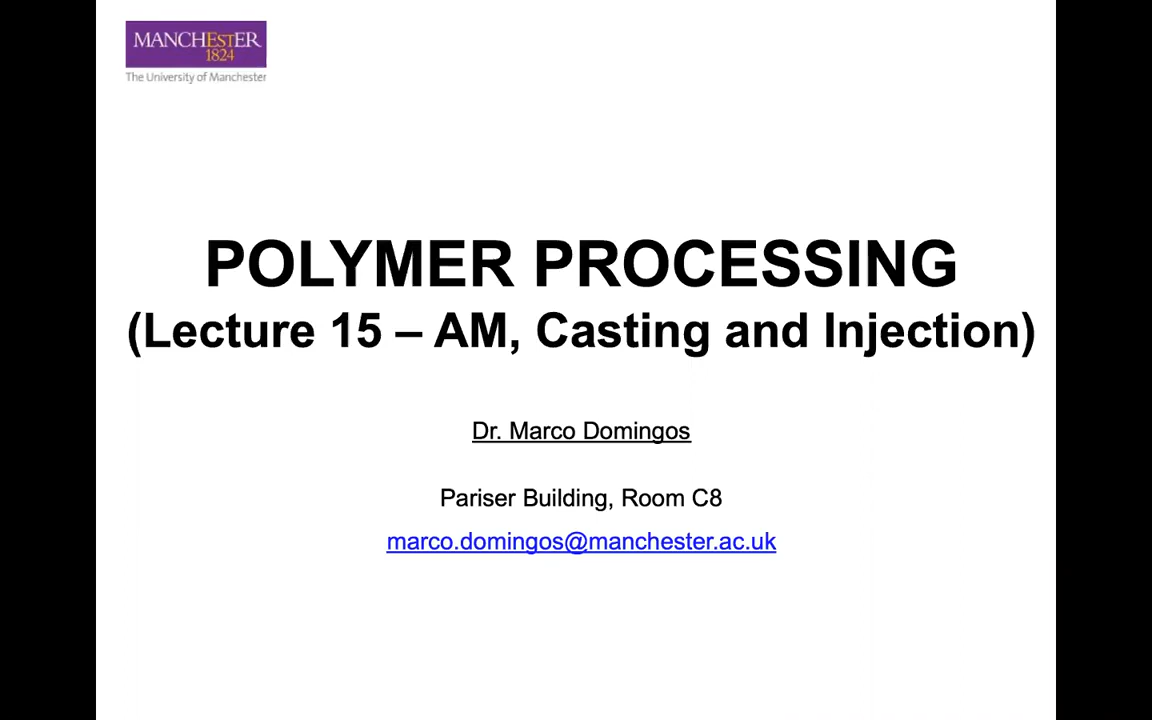 MANCHESTER
1824
The University of Manchester
POLYMER PROCESSING
(Lecture 15 – AM, Casting and Injection)
Dr. Marco Domingos
Pariser Building, Room C8
marco.domingos@manchester.ac.uk